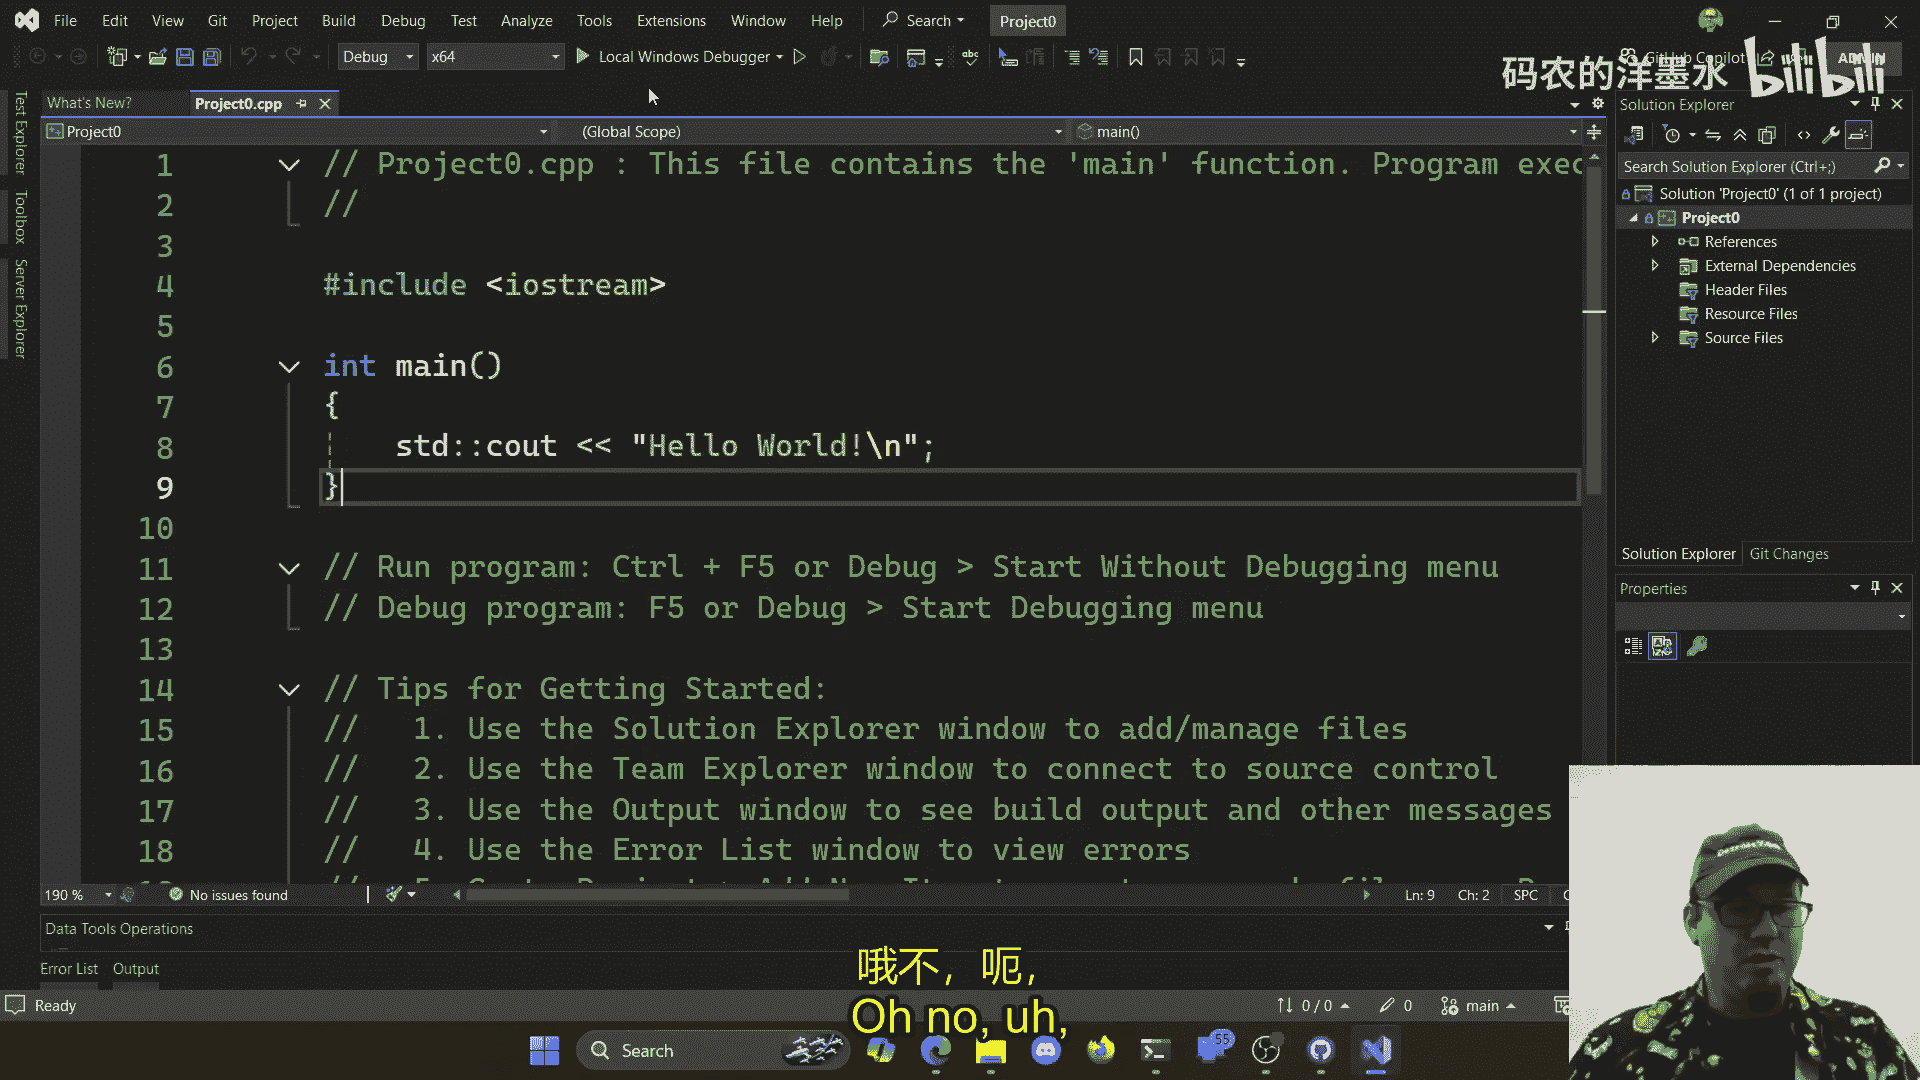 File Edit View Git Project Build Debug Test Analyze Tools Extensions Window Help Search Project0
Debug x64 Local Windows Debugger GitHub Copilot
码农的洋墨水 bilibili
What's New? Project0.cpp
Project0 (Global Scope) main()
Test Explorer
Toolbox
Server Explorer
1 // Project0.cpp : This file contains the 'main' function. Program exec
2 //
3
4 #include <iostream>
5
6 int main()
7 {
8 std::cout << "Hello World!\n";
9 }
10
11 // Run program: Ctrl + F5 or Debug > Start Without Debugging menu
12 // Debug program: F5 or Debug > Start Debugging menu
13
14 // Tips for Getting Started:
15 // 1. Use the Solution Explorer window to add/manage files
16 // 2. Use the Team Explorer window to connect to source control
17 // 3. Use the Output window to see build output and other messages
18 // 4. Use the Error List window to view errors
190 % No issues found Ln: 9 Ch: 2 SPC
Solution Explorer
Search Solution Explorer (Ctrl+;)
Solution 'Project0' (1 of 1 project)
Project0
References
External Dependencies
Header Files
Resource Files
Source Files
Solution Explorer Git Changes
Properties
Data Tools Operations
Error List Output
Ready 0 / 0 0 main
哦不，呃，
Oh no, uh,
Search 55